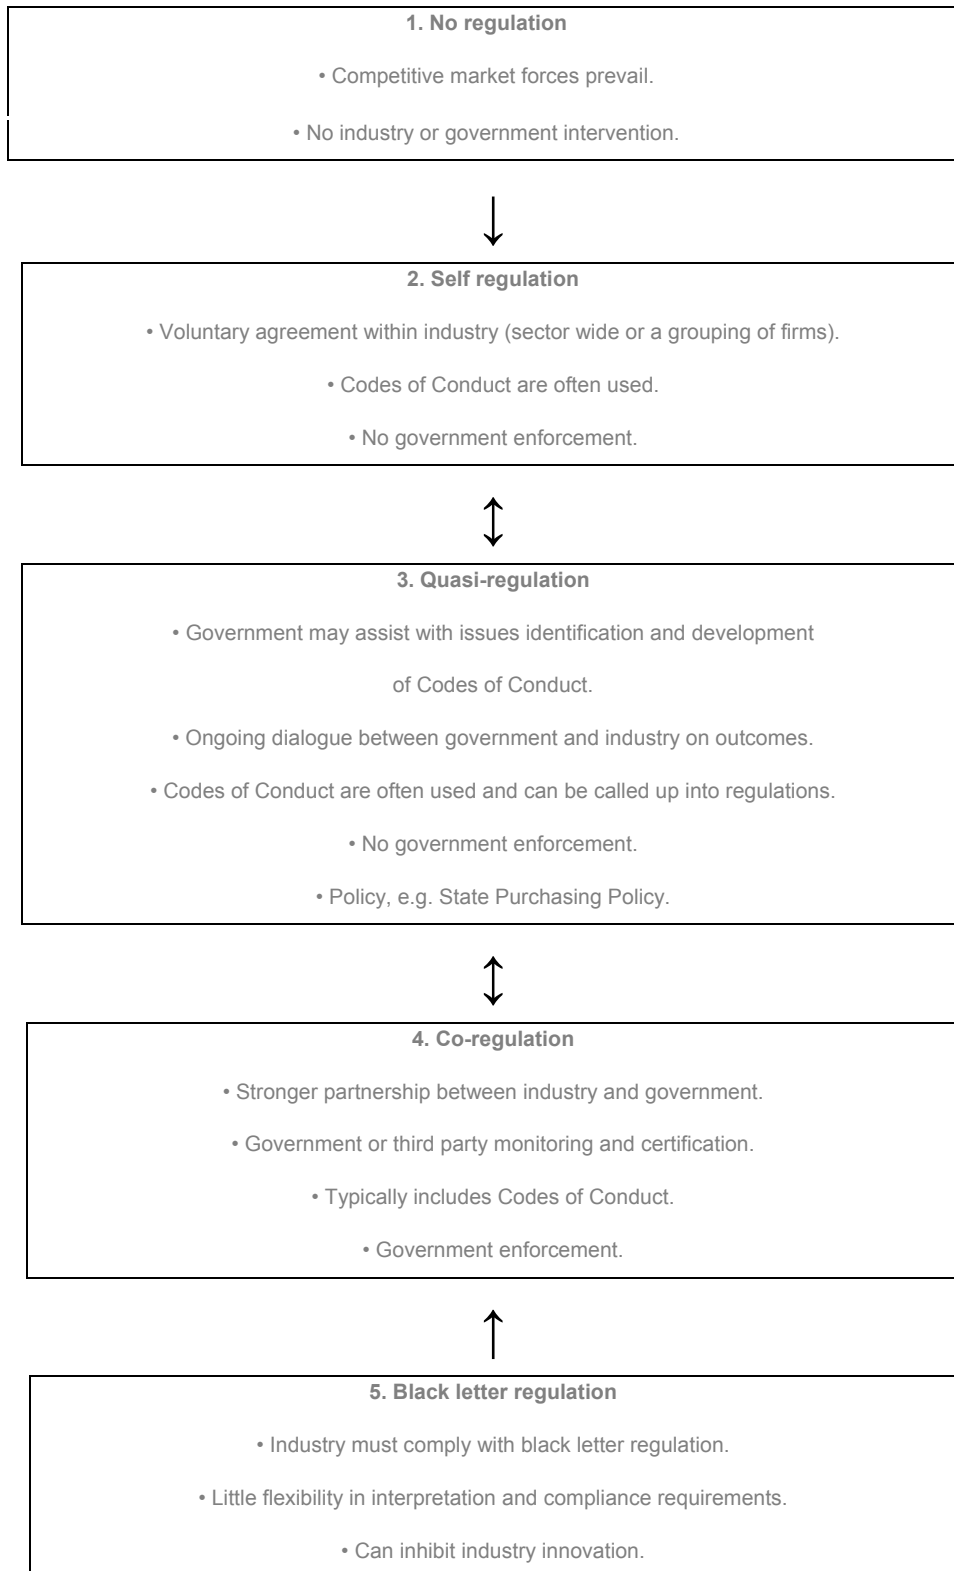 1. No regulation
• Competitive market forces prevail.
• No industry or government intervention.
2. Self regulation
• Voluntary agreement within industry (sector wide or a grouping of firms).
• Codes of Conduct are often used.
• No government enforcement.
3. Quasi-regulation
• Government may assist with issues identification and development
of Codes of Conduct.
• Ongoing dialogue between government and industry on outcomes.
• Codes of Conduct are often used and can be called up into regulations.
• No government enforcement.
• Policy, e.g. State Purchasing Policy.
4. Co-regulation
• Stronger partnership between industry and government.
• Government or third party monitoring and certification.
• Typically includes Codes of Conduct.
• Government enforcement.
5. Black letter regulation
• Industry must comply with black letter regulation.
• Little flexibility in interpretation and compliance requirements.
• Can inhibit industry innovation.